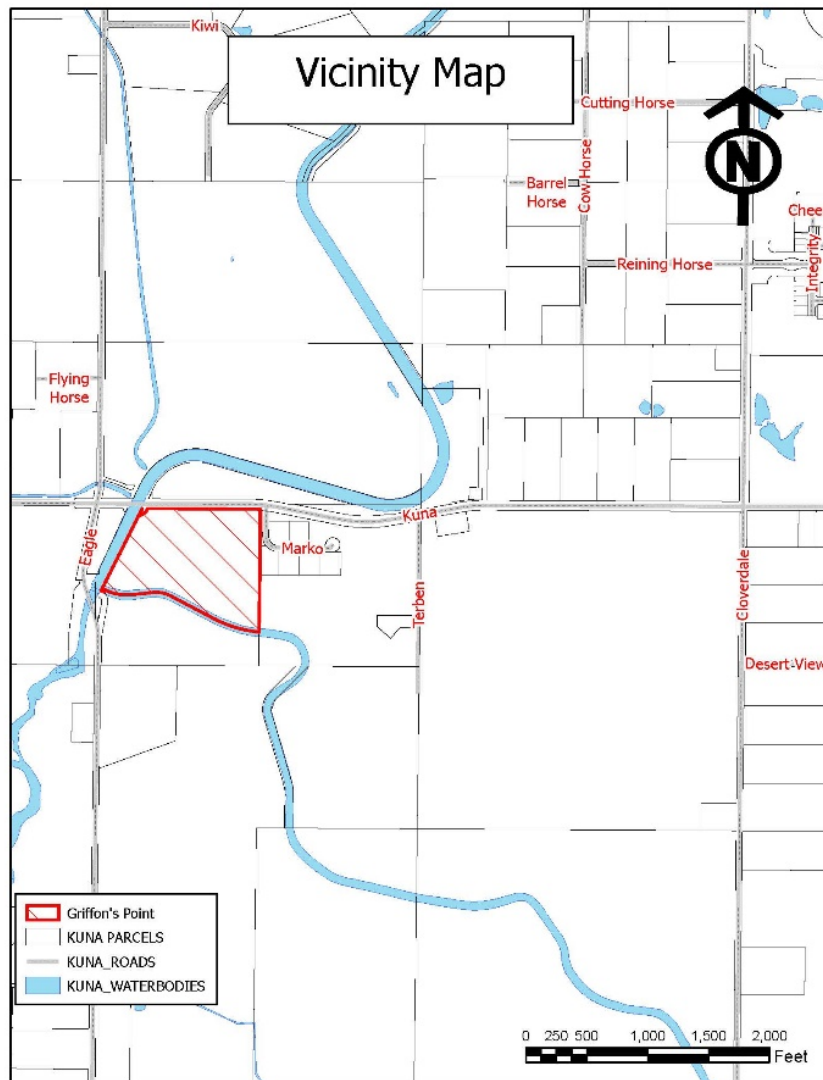 Kiwi
Vicinity Map
Cutting Horse
N
Barrel
Horse
Cow Horse
Chee
Integrity
Reining Horse
Flying
Horse
Kuna
Eagle
Marko
Terben
Cloverdale
Desert View
Griffon's Point
KUNA PARCELS
KUNA_ROADS
KUNA_WATERBODIES
0 250 500 1,000 1,500 2,000
Feet